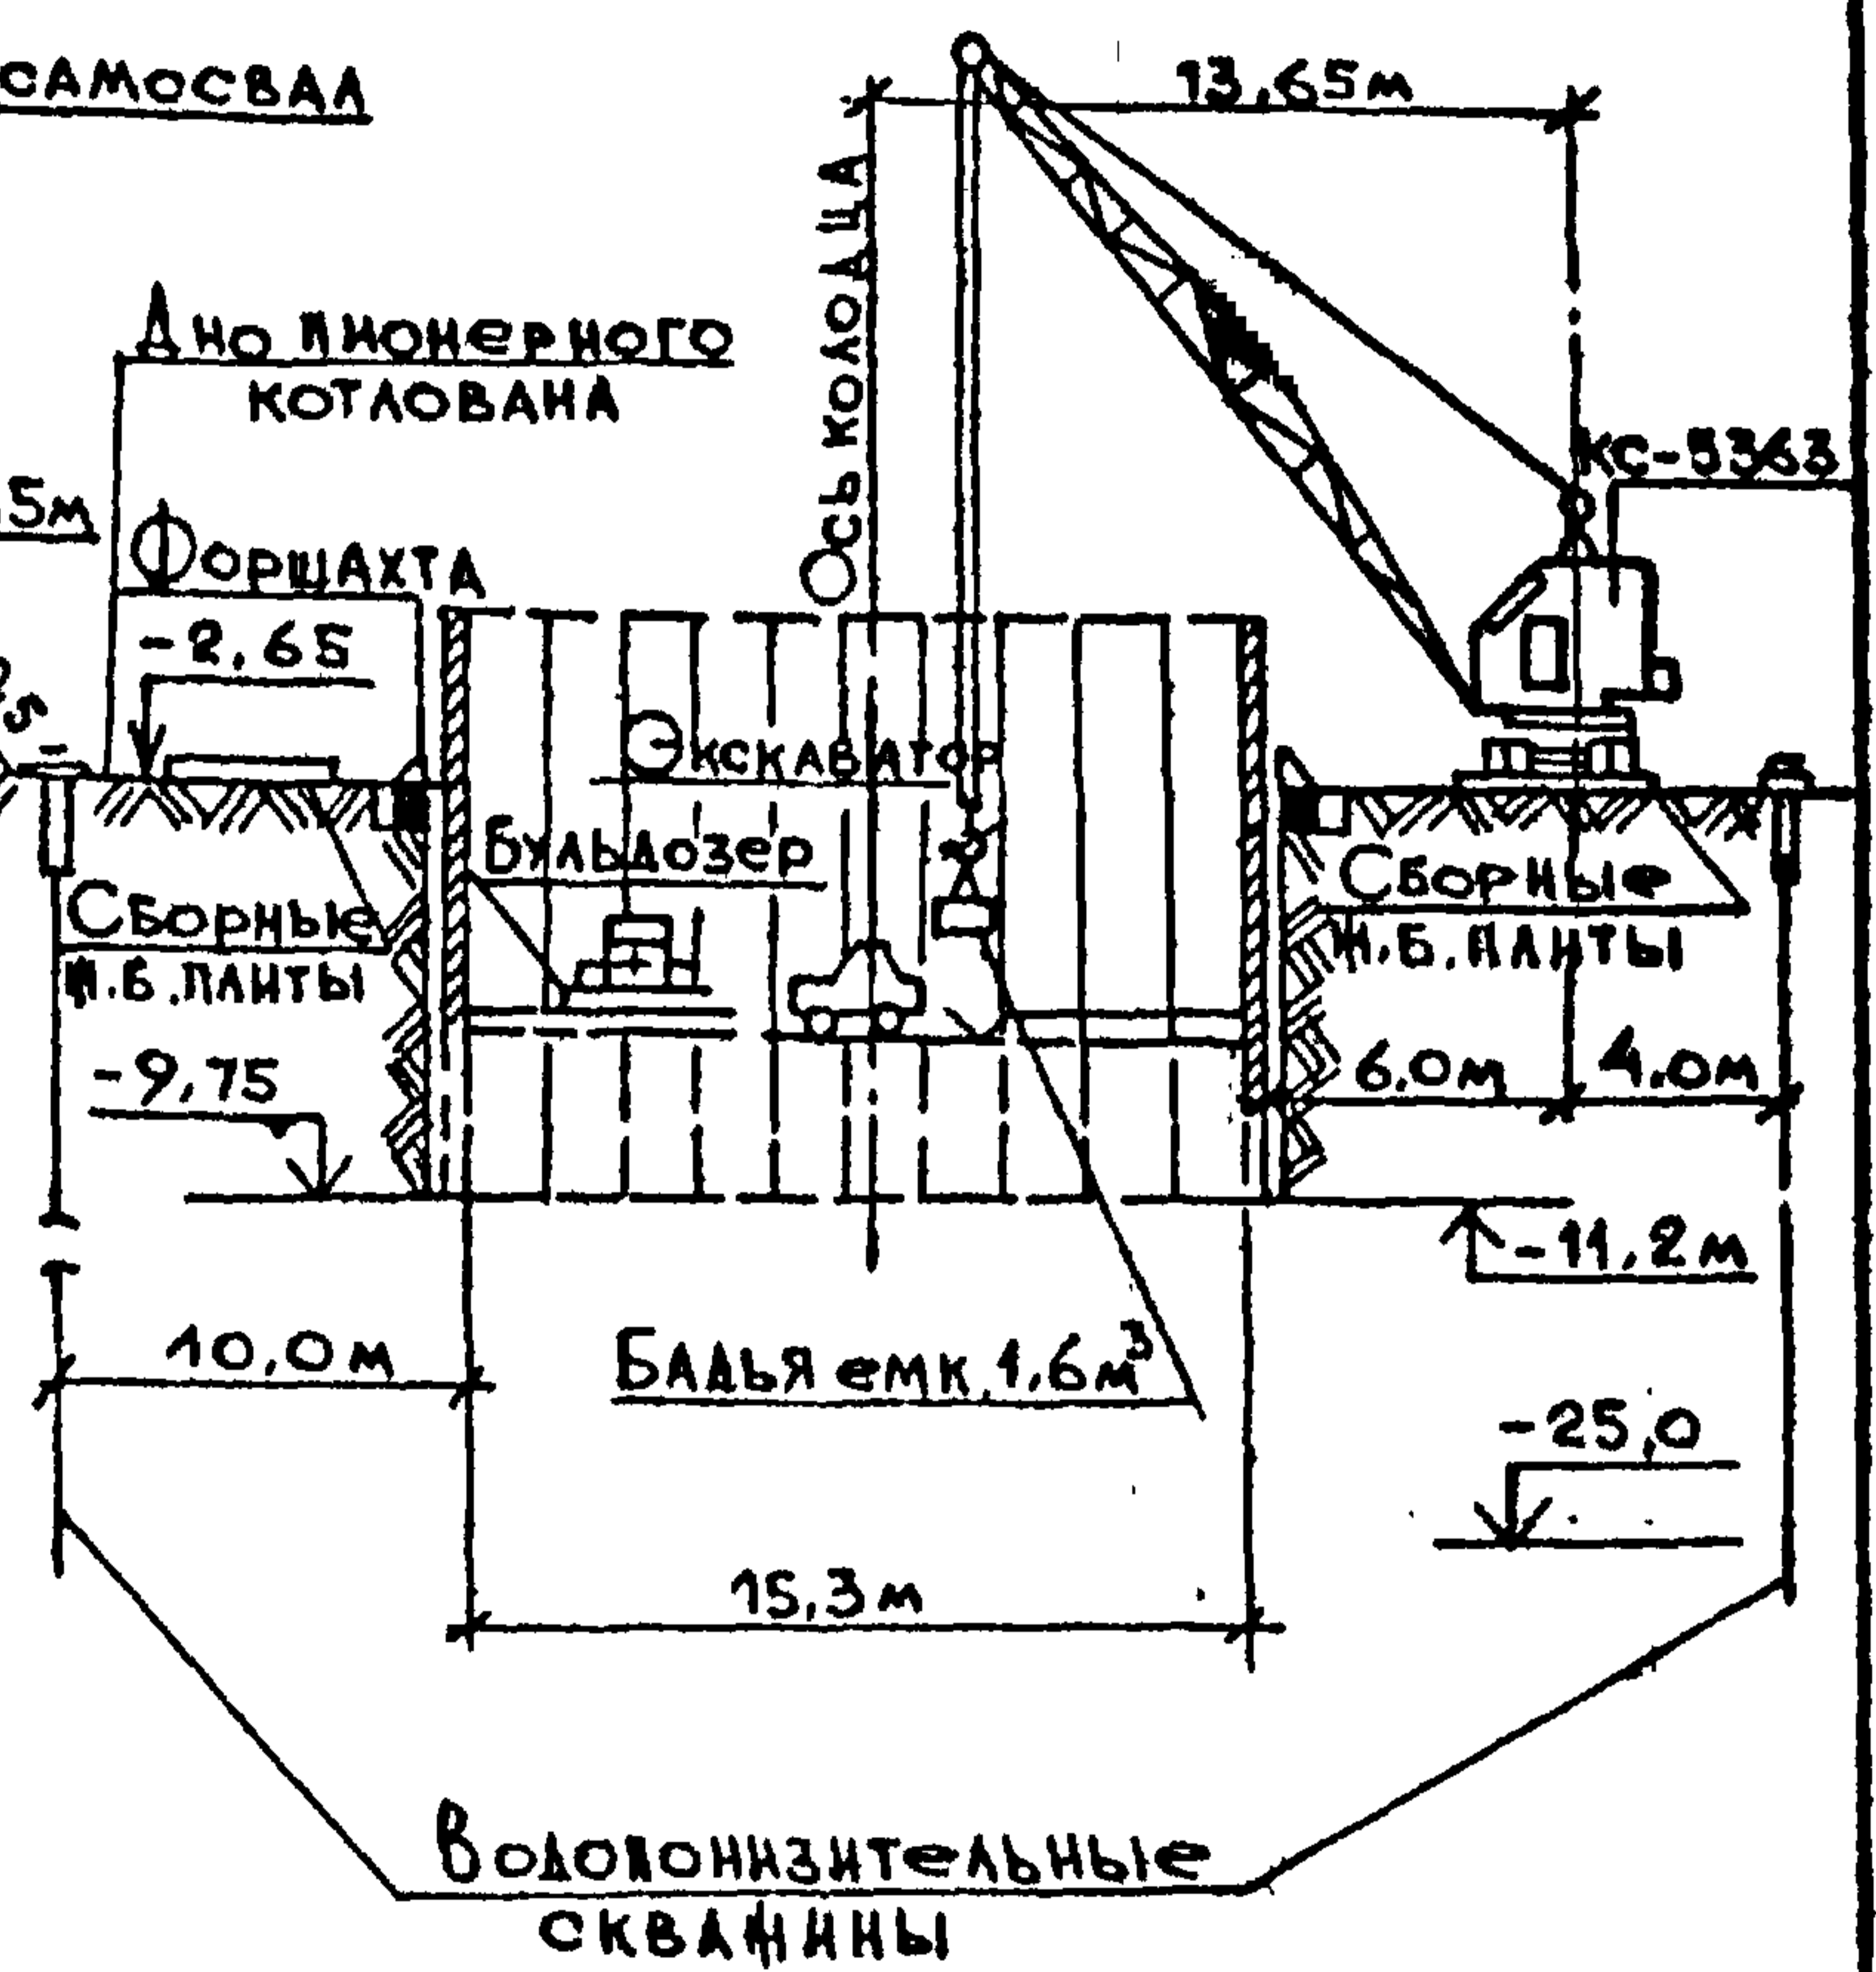 САМОСВАЛ
13,65м
Ось колодца
Дно пионерного
котлована
КС-5363
5м
Форшахта
-2,65
Экскавитор
Бульдозер
Сборные
ж.б.плиты
Сборные
ж.б.плиты
-9,75
6,0м
4,0м
-11,2м
10,0м
Бадья емк.1,6м³
-25,0
15,3м
Водопонизительные
скважины